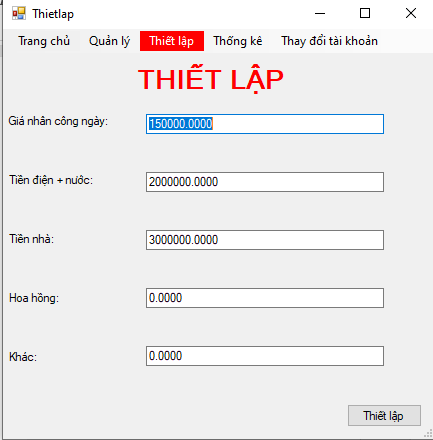 Thietlap
Trang chủ Quản lý Thiết lập Thống kê Thay đổi tài khoản
THIẾT LẬP
Giá nhân công ngày: 150000.0000
Tiền điện + nước: 2000000.0000
Tiền nhà: 3000000.0000
Hoa hồng: 0.0000
Khác: 0.0000
Thiết lập